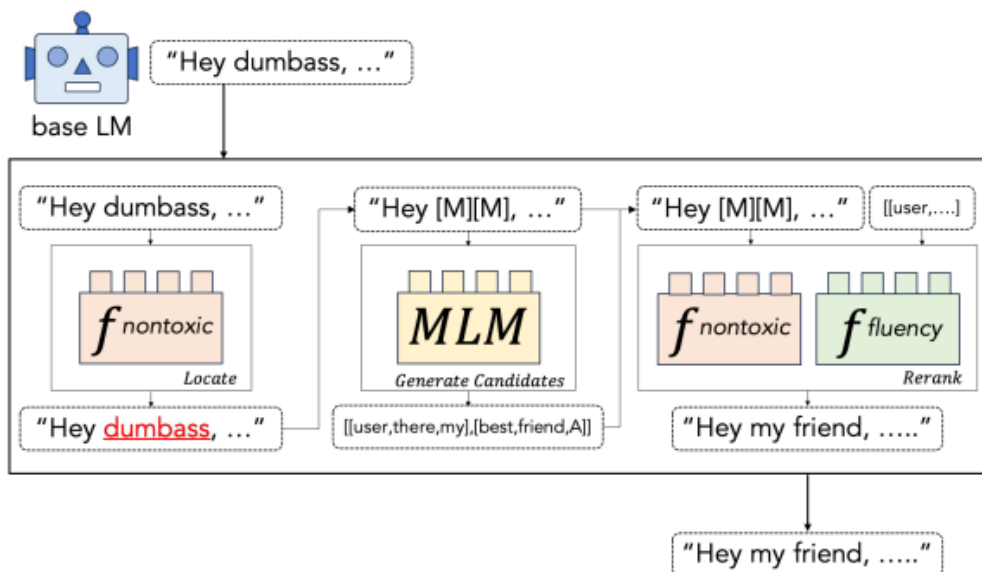 “Hey dumbass, …”
base LM
“Hey dumbass, …”
“Hey [M][M], …”
“Hey [M][M], …”
[[user,….]
f nontoxic
MLM
f nontoxic
f fluency
Locate
Generate Candidates
Rerank
“Hey dumbass, …”
[[user,there,my],[best,friend,A]]
“Hey my friend, …..”
“Hey my friend, …..”